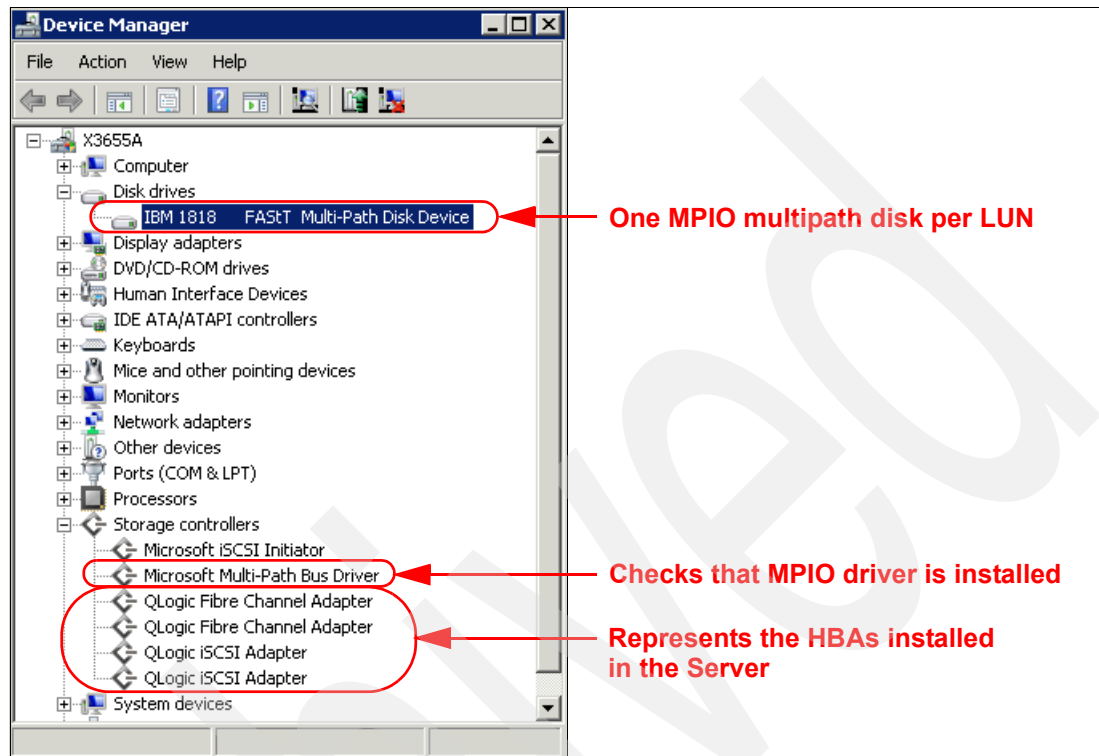 Device Manager
File Action View Help
X3655A
Computer
Disk drives
IBM 1818 FAStT Multi-Path Disk Device
One MPIO multipath disk per LUN
Display adapters
DVD/CD-ROM drives
Human Interface Devices
IDE ATA/ATAPI controllers
Keyboards
Mice and other pointing devices
Monitors
Network adapters
Other devices
Ports (COM & LPT)
Processors
Storage controllers
Microsoft iSCSI Initiator
Microsoft Multi-Path Bus Driver
Checks that MPIO driver is installed
QLogic Fibre Channel Adapter
QLogic Fibre Channel Adapter
QLogic iSCSI Adapter
QLogic iSCSI Adapter
Represents the HBAs installed
in the Server
System devices